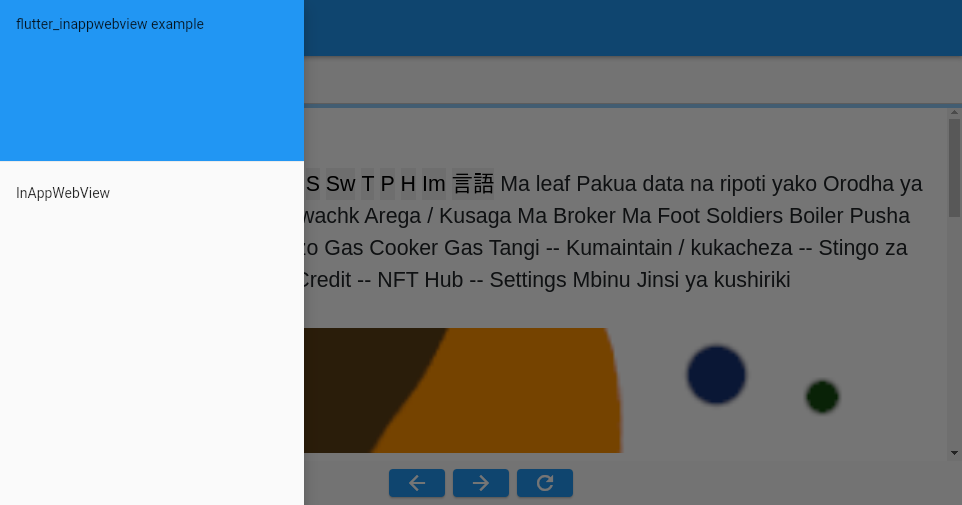 flutter_inappwebview example
InAppWebView
S Sw T P H Im 言語 Ma leaf Pakua data na ripoti yako Orodha ya
wachk Arega / Kusaga Ma Broker Ma Foot Soldiers Boiler Pusha
Gas Cooker Gas Tangi -- Kumaintain / kukacheza -- Stingo za
Credit -- NFT Hub -- Settings Mbinu Jinsi ya kushiriki